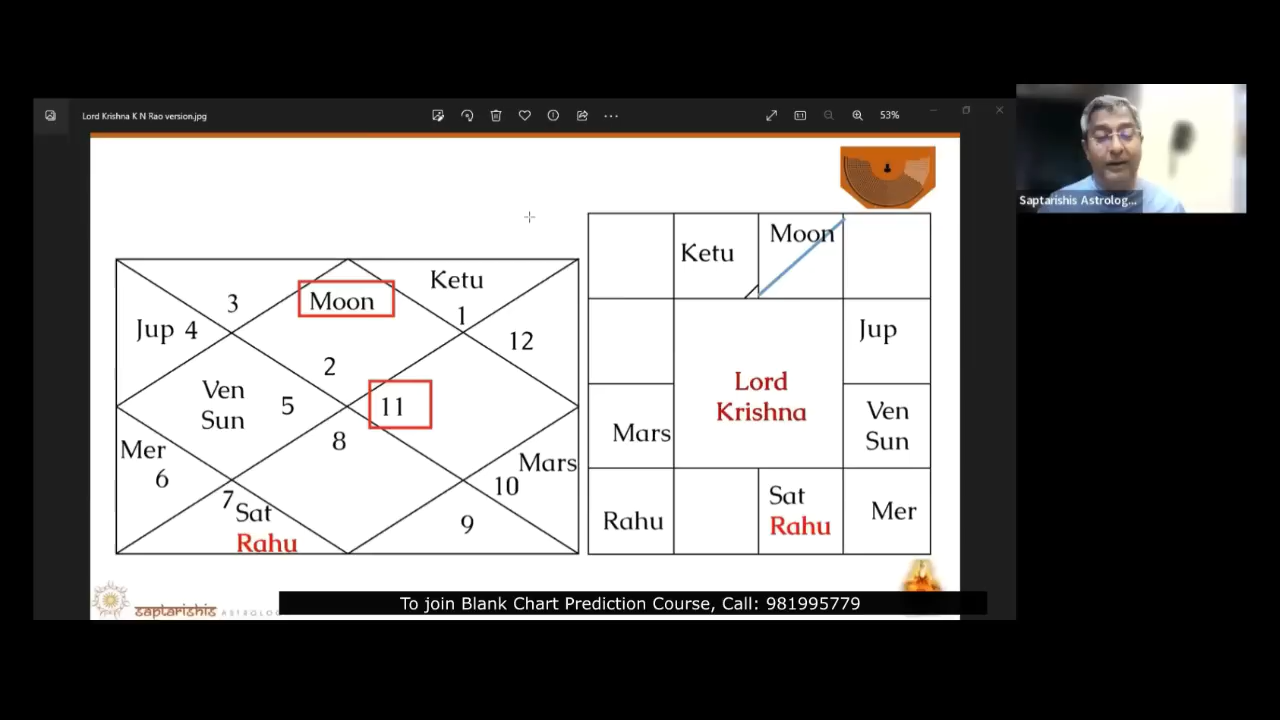 Lord Krishna K N Rao version.jpg
53%
Saptarishis Astrolog...
Ketu
Moon
3
Moon
Ketu
1
Jup 4
12
Jup
2
Ven
Sun
5
11
Lord
Krishna
Ven
Sun
8
Mars
Mer
6
Mars
10
7
Sat
Rahu
9
Rahu
Sat
Rahu
Mer
saptarishis ASTROLO
To join Blank Chart Prediction Course, Call: 981995779